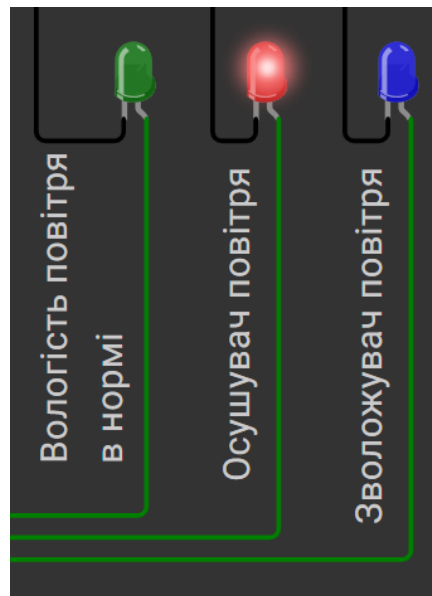 Вологість повітря
в нормі
Осушувач повітря
Зволожувач повітря